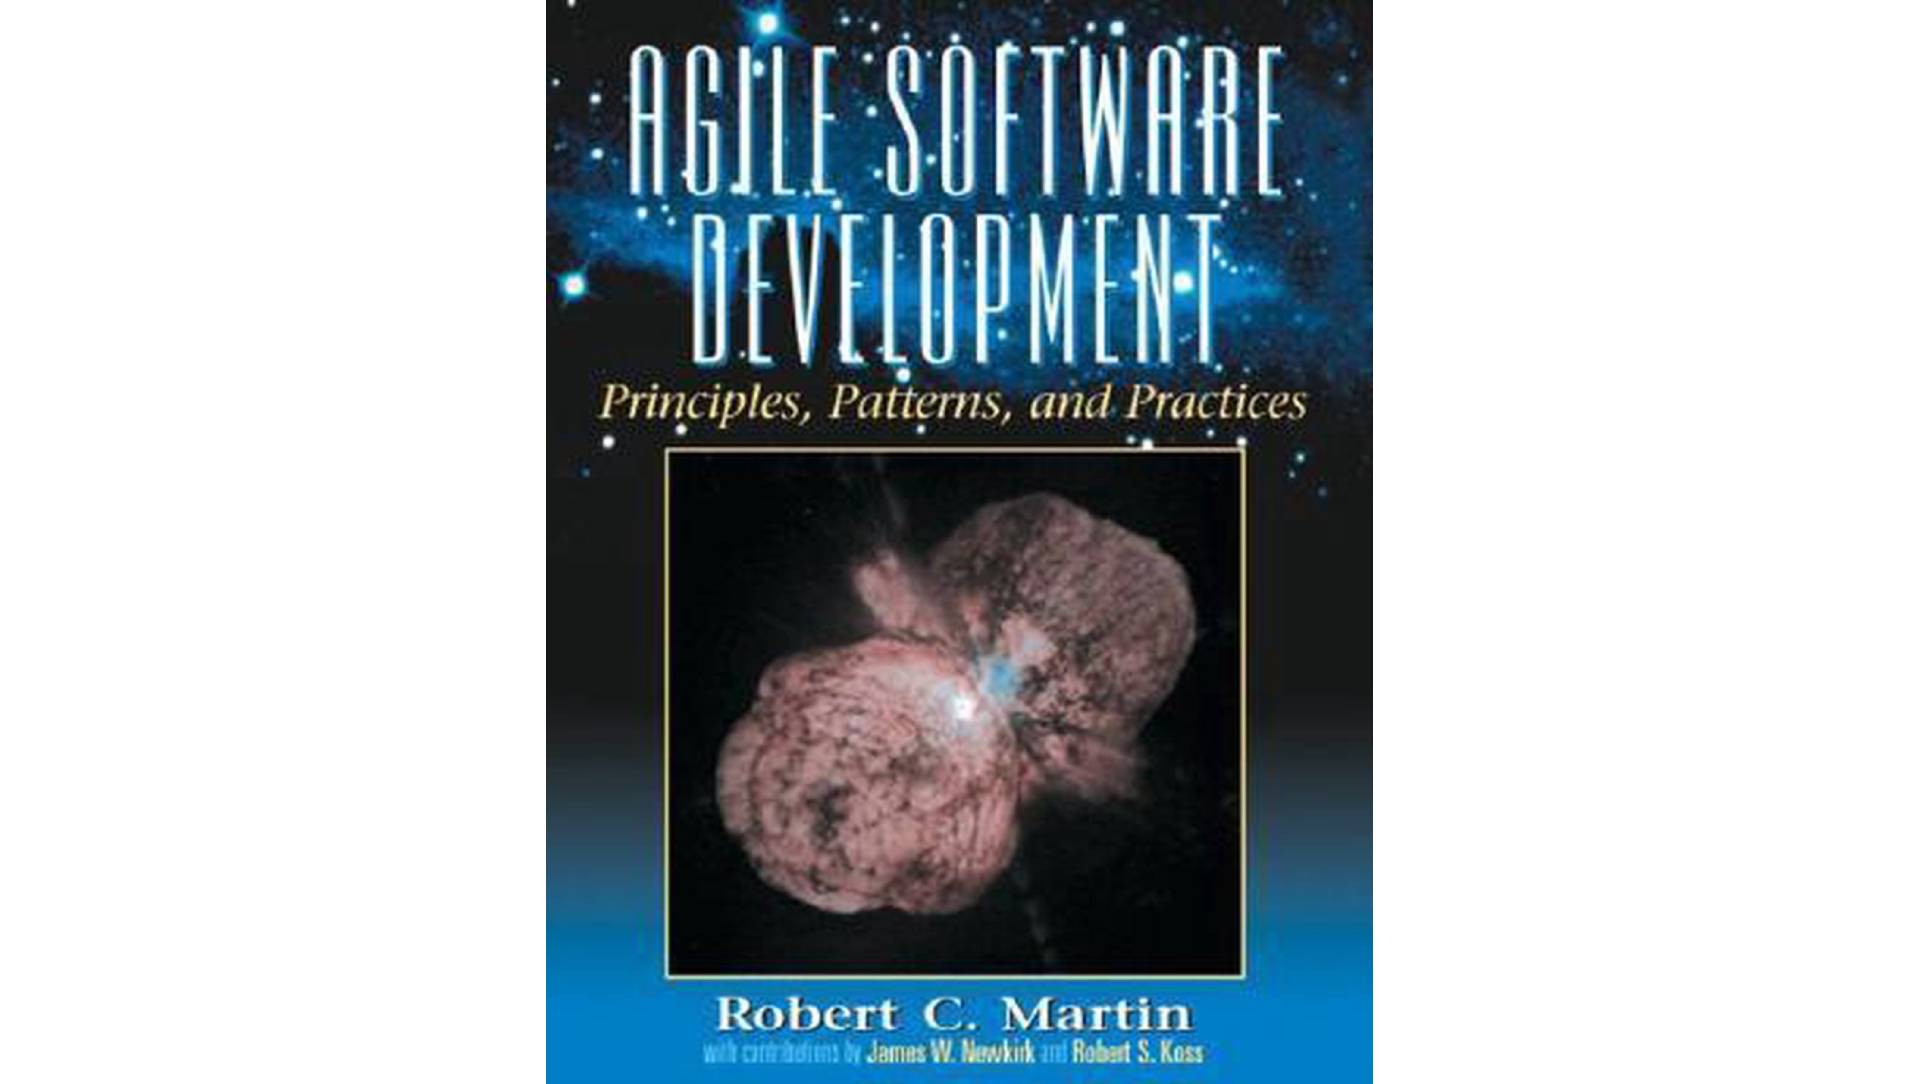 AGILE SOFTWARE
DEVELOPMENT
Principles, Patterns, and Practices
Robert C. Martin
with contributions by James W. Newkirk and Robert S. Koss